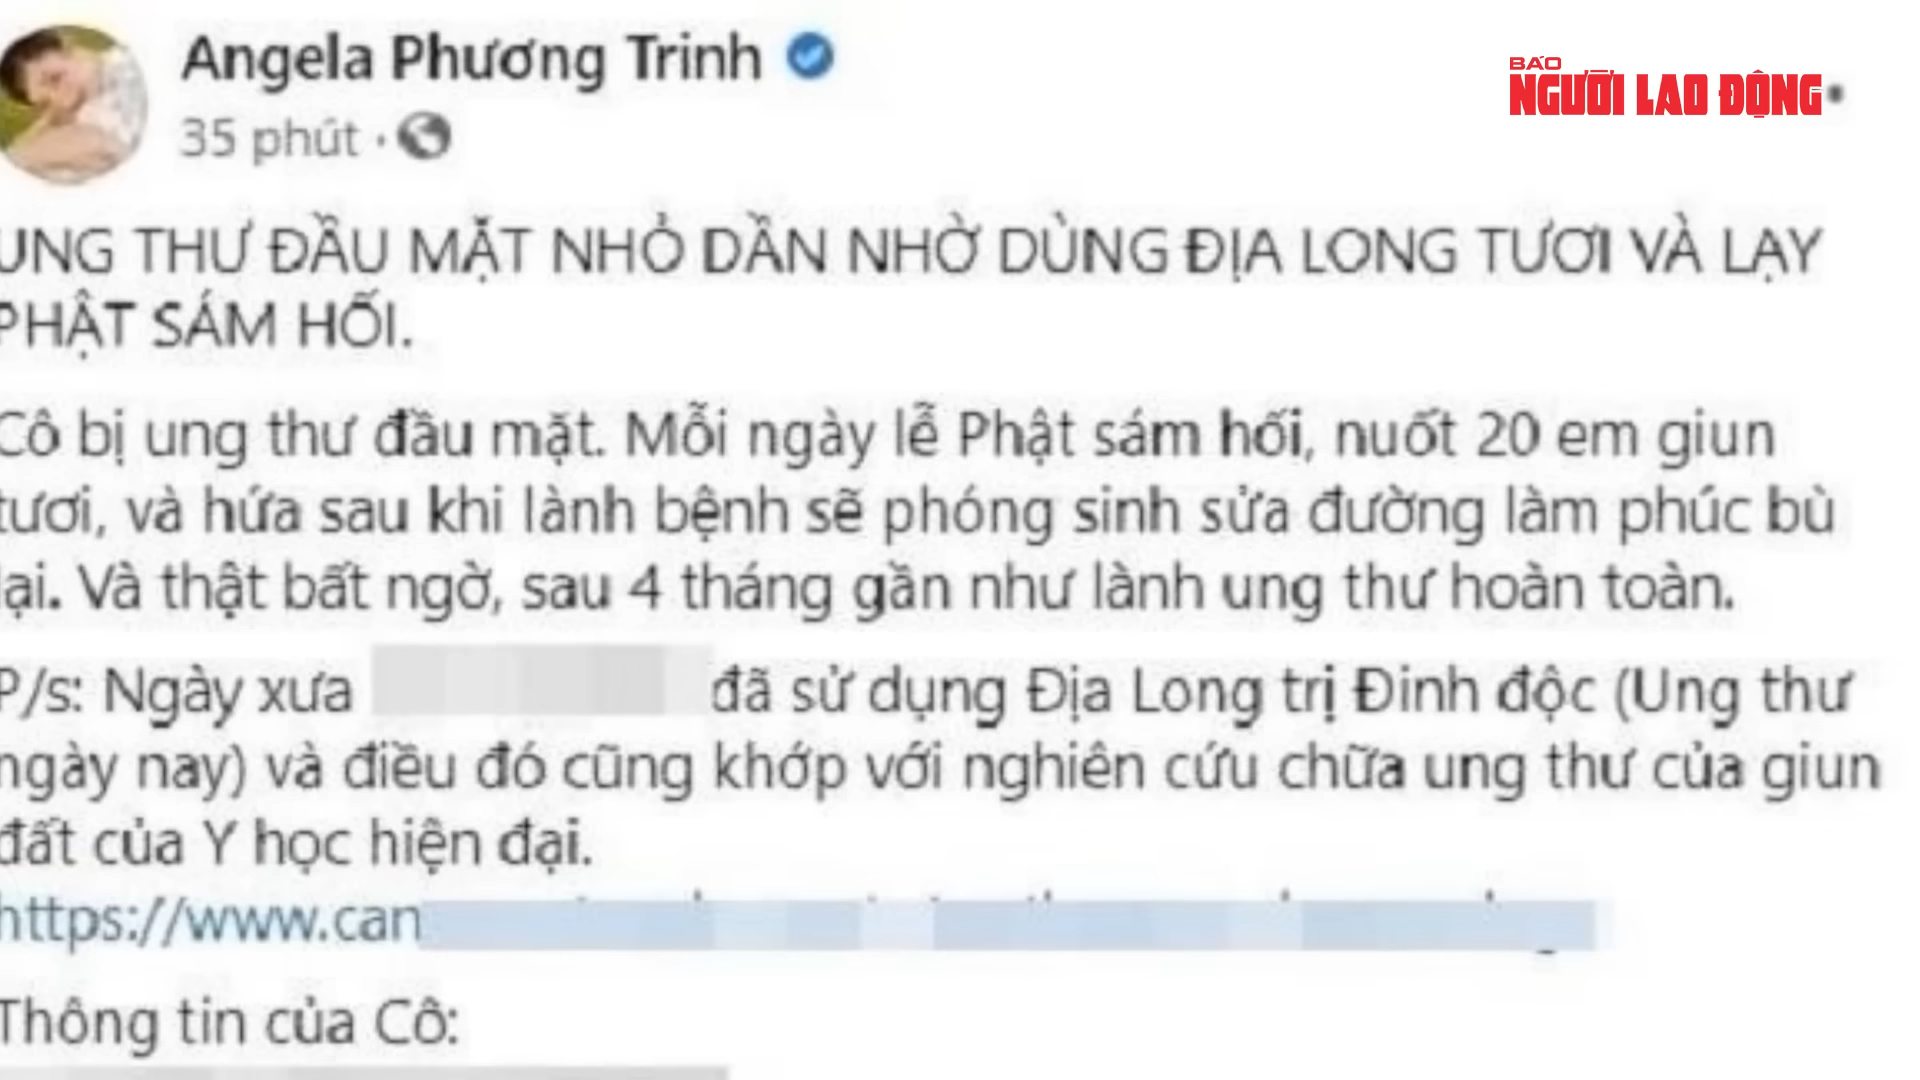 Angela Phương Trinh
BÁO
NGƯỜI LAO ĐỘNG
35 phút ·
UNG THƯ ĐẦU MẶT NHỎ DẦN NHỜ DÙNG ĐỊA LONG TƯƠI VÀ LẠY
PHẬT SÁM HỐI.
Cô bị ung thư đầu mặt. Mỗi ngày lễ Phật sám hối, nuốt 20 em giun
tươi, và hứa sau khi lành bệnh sẽ phóng sinh sửa đường làm phúc bù
lại. Và thật bất ngờ, sau 4 tháng gần như lành ung thư hoàn toàn.
P/s: Ngày xưa đã sử dụng Địa Long trị Đinh độc (Ung thư
ngày nay) và điều đó cũng khớp với nghiên cứu chữa ung thư của giun
đất của Y học hiện đại.
https://www.can
Thông tin của Cô: